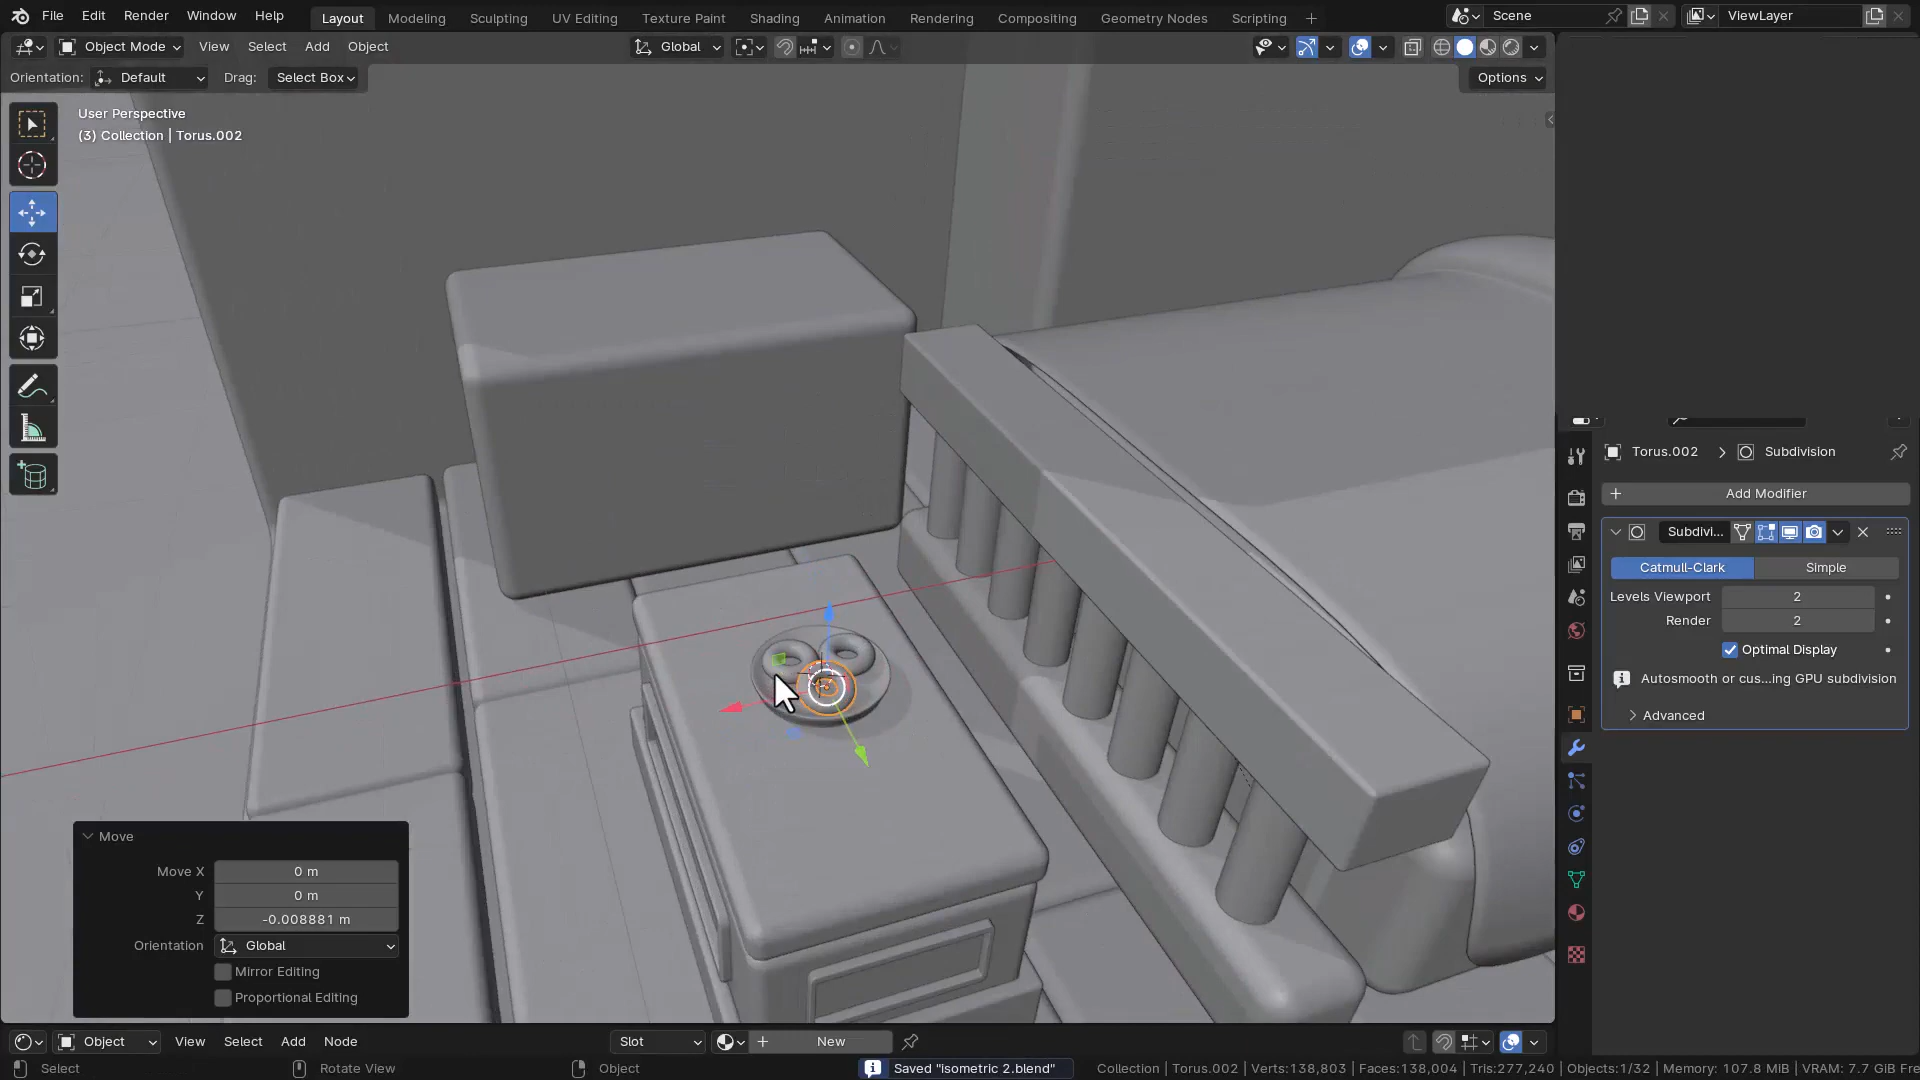 File Edit Render Window Help Layout Modeling Sculpting UV Editing Texture Paint Shading Animation Rendering Compositing Geometry Nodes Scripting + Scene ViewLayer
Object Mode View Select Add Object Global
Orientation: Default Drag: Select Box Options
User Perspective
(3) Collection | Torus.002
Torus.002 > Subdivision
+ Add Modifier
Subdivi...
Catmull-Clark Simple
Levels Viewport 2
Render 2
Optimal Display
Autosmooth or cus...ing GPU subdivision
Advanced
Move
Move X 0 m
Y 0 m
Z -0.008881 m
Orientation Global
Mirror Editing
Proportional Editing
Object View Select Add Object Node Slot + New
Select Rotate View Object Saved "isometric 2.blend" Collection | Torus.002 | Verts:138,803 | Faces:138,004 | Tris:277,240 | Objects:1/32 | Memory: 107.8 MiB | VRAM: 7.7 GiB Fre